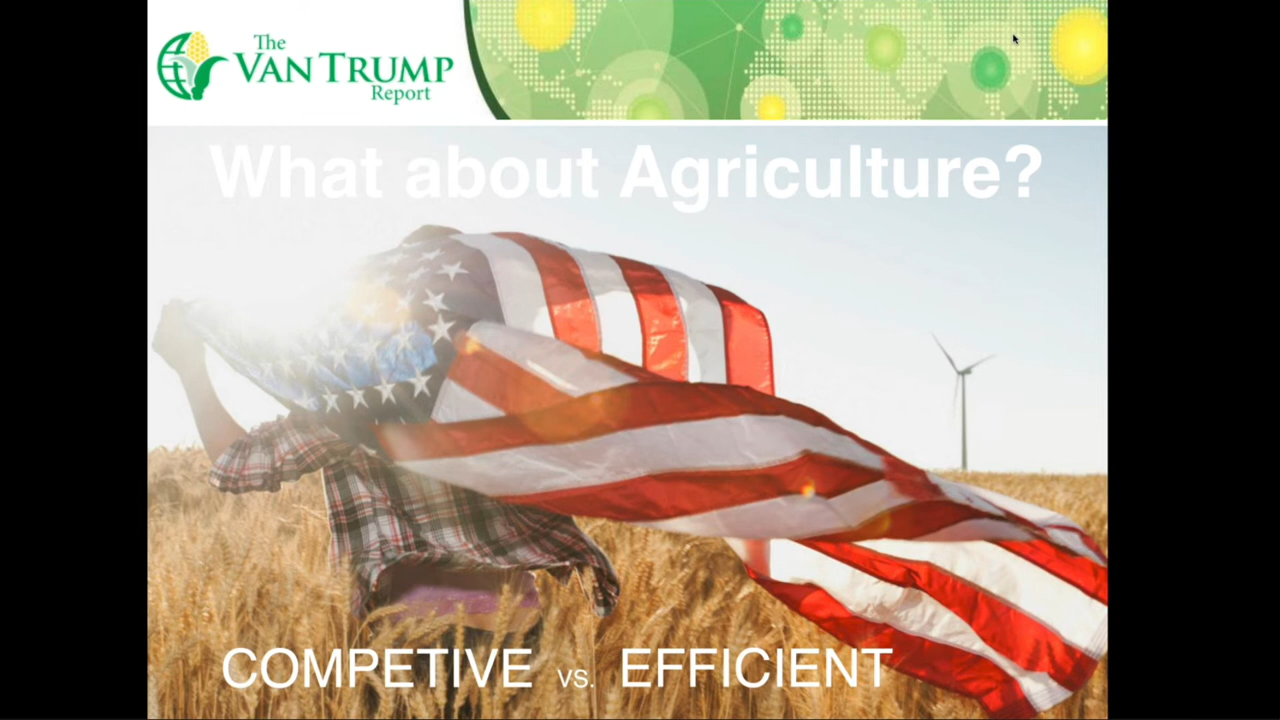 The
VAN TRUMP
Report
What about Agriculture?
COMPETIVE vs. EFFICIENT